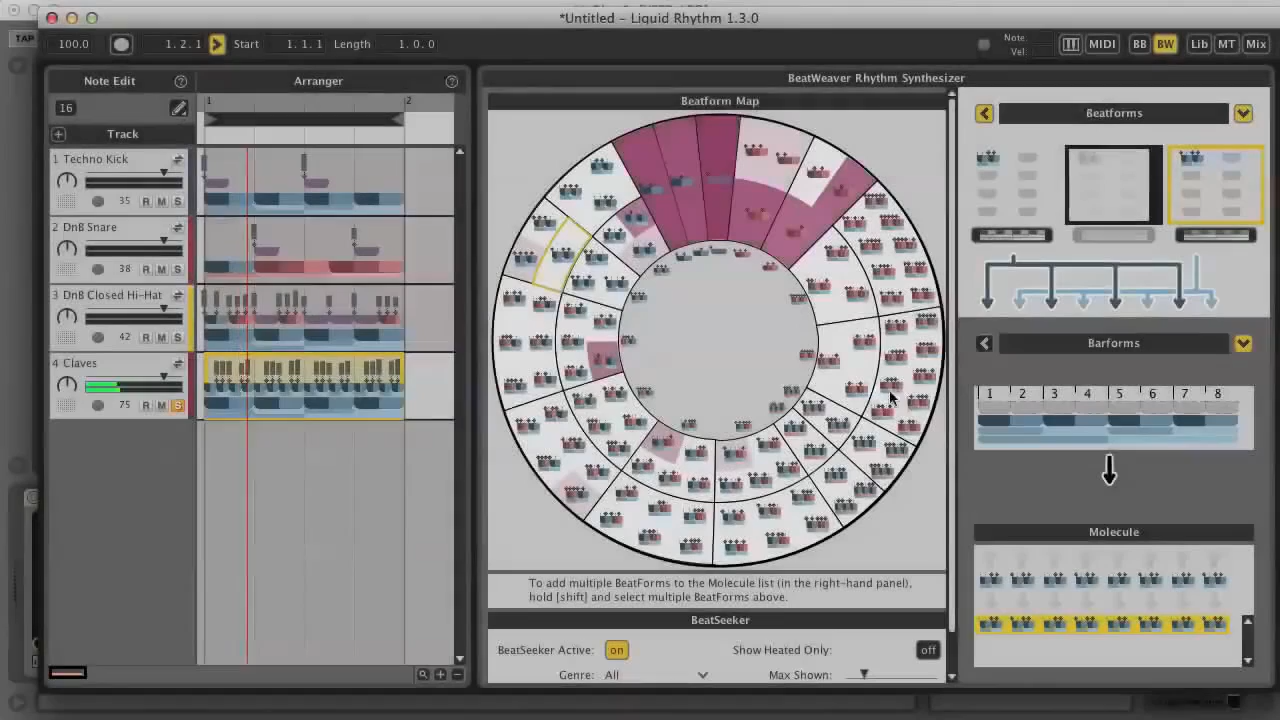 *Untitled - Liquid Rhythm 1.3.0
TAP
100.0
1. 2. 1
Start
1. 1. 1
Length
1. 0. 0
Note:
Vel:
MIDI
BB
BW
Lib
MT
Mix
Note Edit
?
Arranger
?
BeatWeaver Rhythm Synthesizer
16
1
2
Beatform Map
Beatforms
+
Track
1 Techno Kick
35
R M S
2 DnB Snare
38
R M S
3 DnB Closed Hi-Hat
42
R M S
4 Claves
75
R M S
Barforms
1 2 3 4 5 6 7 8
Molecule
To add multiple BeatForms to the Molecule list (in the right-hand panel),
hold [shift] and select multiple BeatForms above.
BeatSeeker
BeatSeeker Active:
on
Show Heated Only:
off
Genre:
All
Max Shown: